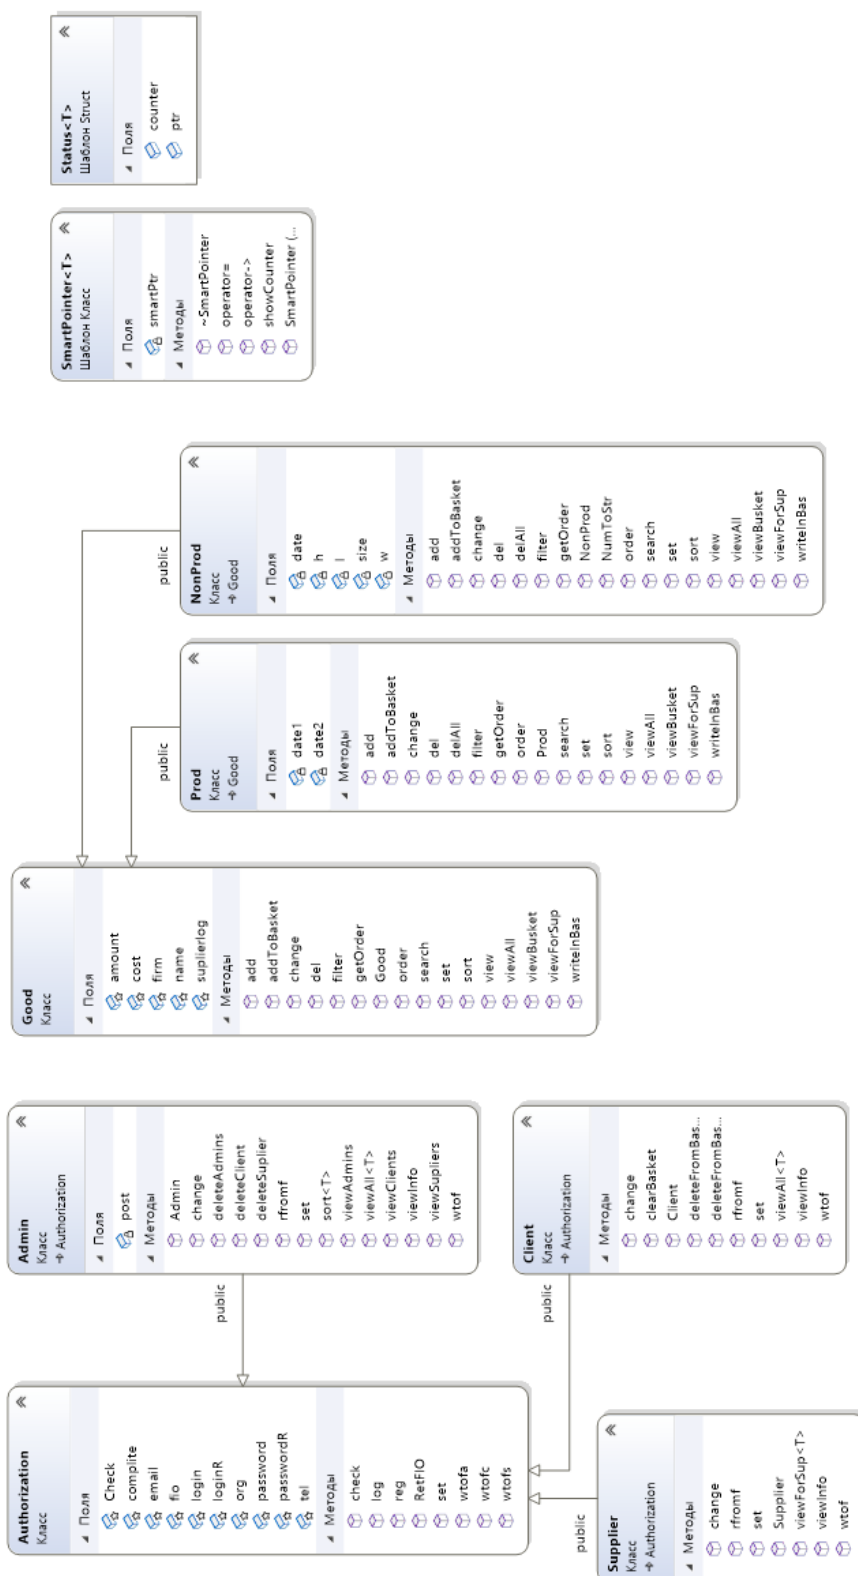 Status<T>
Шаблон Struct
Поля
counter
ptr
SmartPointer<T>
Шаблон Класс
Поля
smartPtr
Методы
~SmartPointer
operator=
operator->
showCounter
SmartPointer (...
public
NonProd
Класс
Good
Поля
date
h
l
size
w
Методы
add
addToBasket
change
del
delAll
filter
getOrder
NonProd
NumToStr
order
search
set
sort
view
viewAll
viewBusket
viewForSup
writeInBas
public
Prod
Класс
Good
Поля
date1
date2
Методы
add
addToBasket
change
del
delAll
filter
getOrder
order
Prod
search
set
sort
view
viewAll
viewBusket
viewForSup
writeInBas
Good
Класс
Поля
amount
cost
firm
name
suplierlog
Методы
add
addToBasket
change
del
filter
getOrder
Good
order
search
set
sort
view
viewAll
viewBusket
viewForSup
writeInBas
Admin
Класс
Authorization
Поля
post
Методы
Admin
change
deleteAdmins
deleteClient
deleteSuplier
rfromf
set
sort<T>
viewAdmins
viewAll<T>
viewClients
viewInfo
viewSupliers
wtof
public
Client
Класс
Authorization
Методы
change
clearBasket
Client
deleteFromBas...
deleteFromBas...
rfromf
set
viewAll<T>
viewInfo
wtof
public
Authorization
Класс
Поля
Check
complite
email
fio
login
loginR
org
password
passwordR
tel
Методы
check
log
reg
RetFIO
set
wtofa
wtofc
wtofs
public
Supplier
Класс
Authorization
Методы
change
rfromf
set
Supplier
viewForSup<T>
viewInfo
wtof